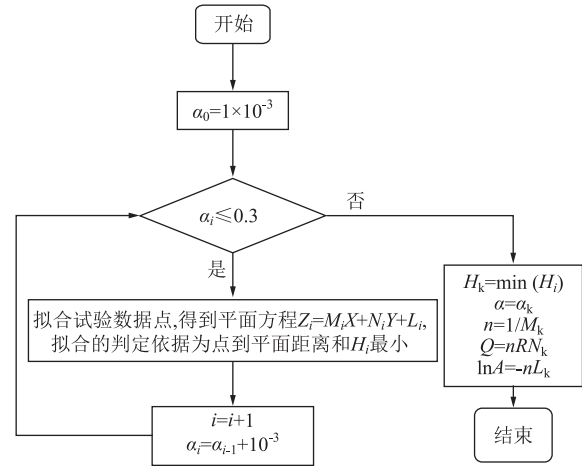 开始
α₀=1×10⁻³
αᵢ≤0.3
否
是
拟合试验数据点,得到平面方程Zᵢ=MᵢX+NᵢY+Lᵢ,
拟合的判定依据为点到平面距离和Hᵢ最小
i=i+1
αᵢ=αᵢ₋₁+10⁻³
Hₖ=min (Hᵢ)
α=αₖ
n=1/Mₖ
Q=nRNₖ
lnA=-nLₖ
结束